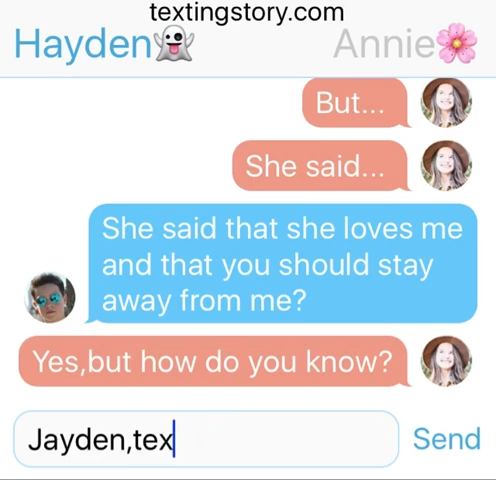 textingstory.com
Hayden👻 Annie🌸
But...
She said...
She said that she loves me
and that you should stay
away from me?
Yes,but how do you know?
Jayden,tex Send